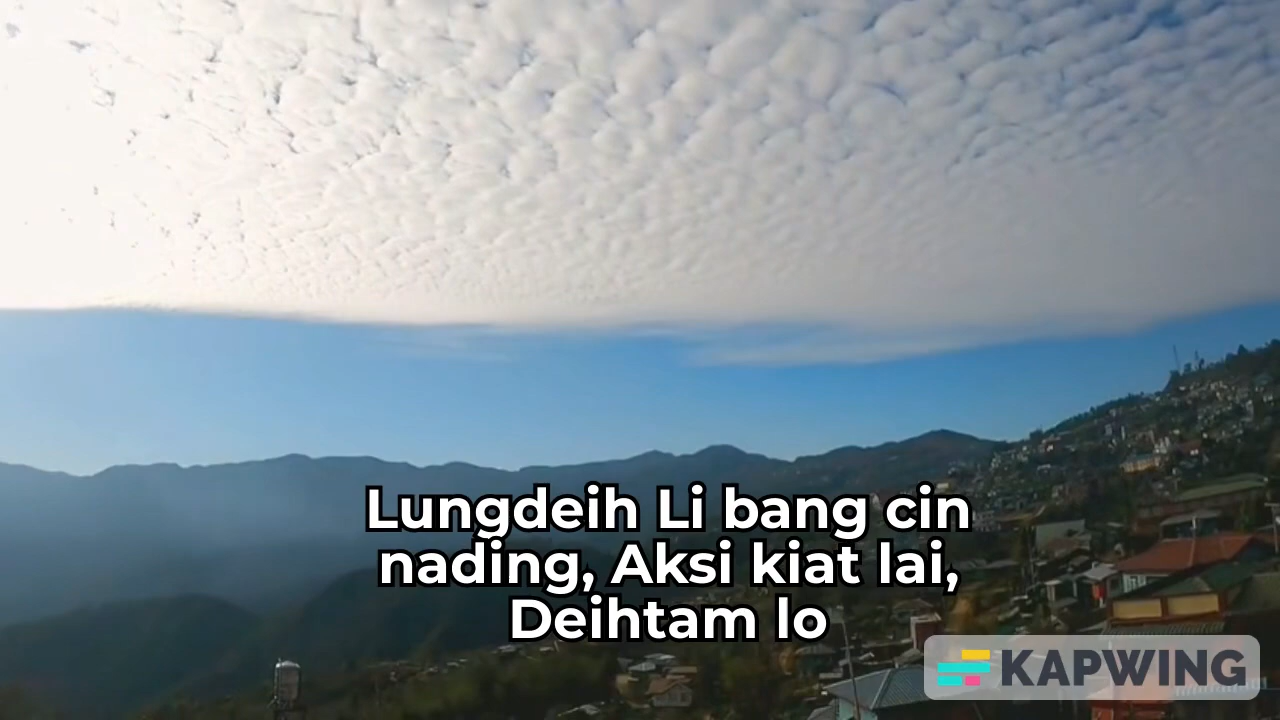 Lungdeih Li bang cin
nading, Aksi kiat lai,
Deihtam lo
KAPWING